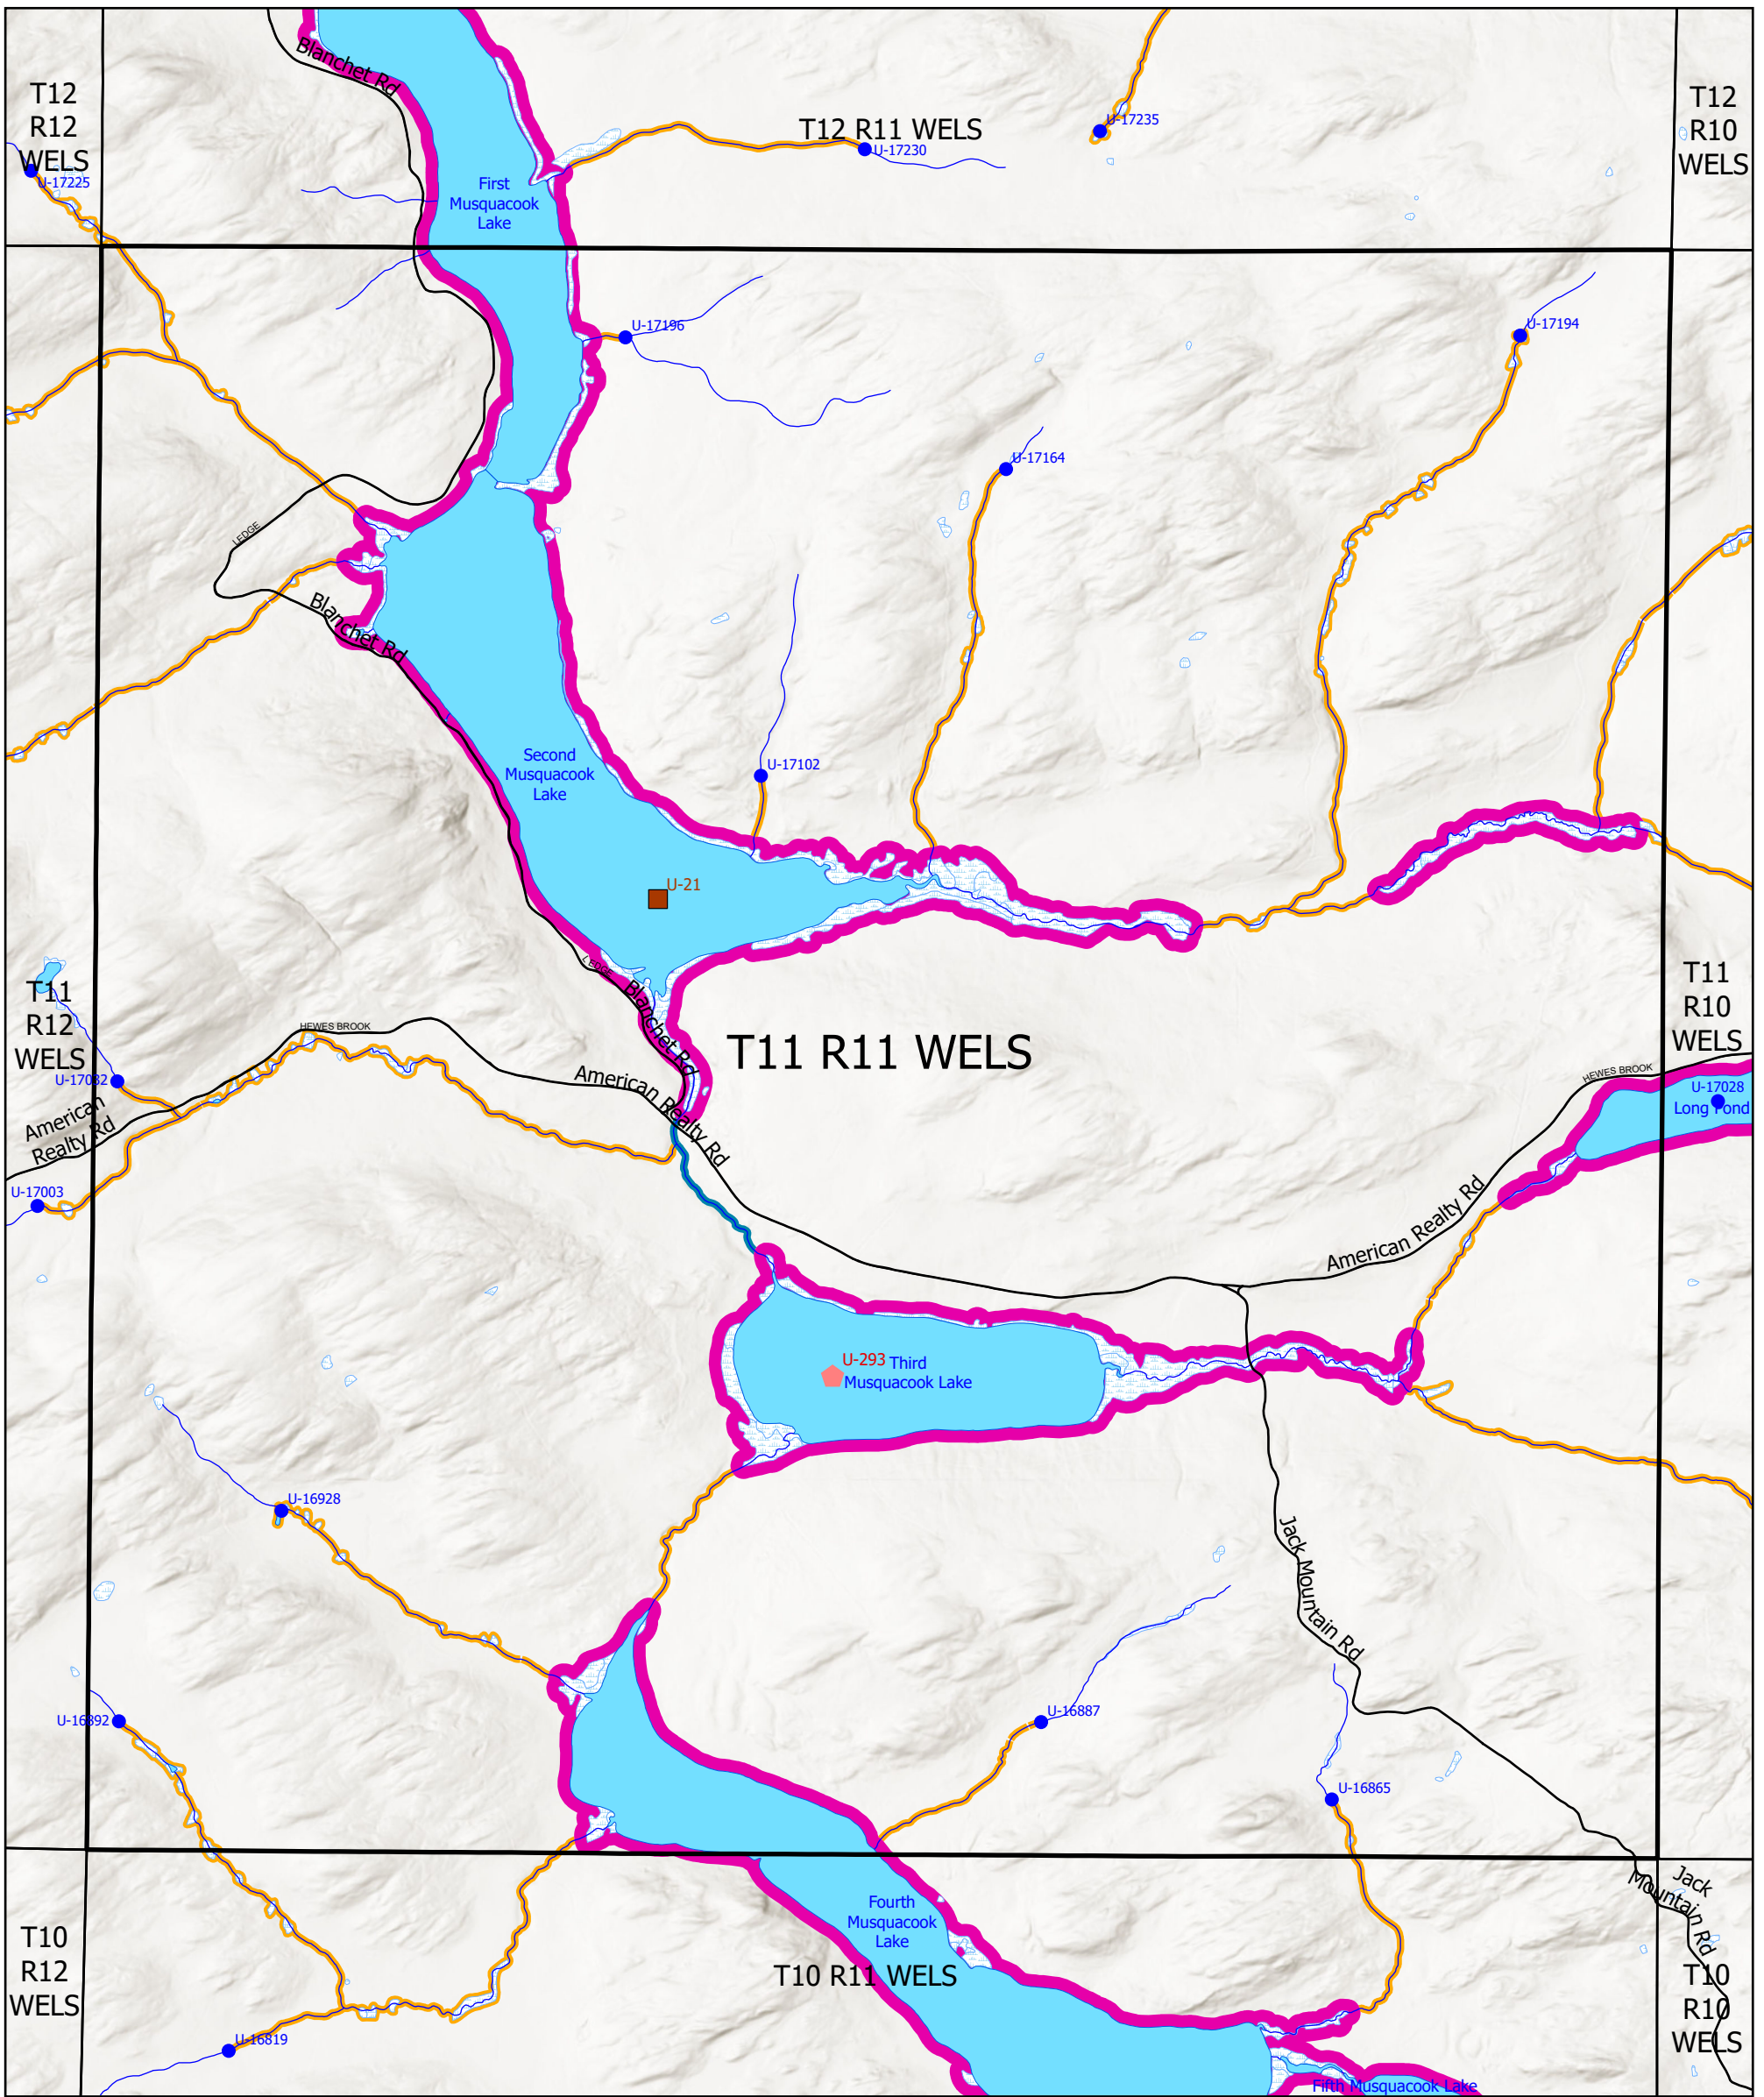 Blanchet Rd
T12
R12
WELS
U-17225
First
Musquacook
Lake
T12 R11 WELS
U-17230
U-17235
T12
R10
WELS
U-17196
U-17194
U-17164
LEDGE
Blanchet Rd
Second
Musquacook
Lake
U-17102
U-21
LEDGE
Blanchet Rd
T11
R12
WELS
T11 R11 WELS
T11
R10
WELS
HEWES BROOK
U-17032
American
Realty Rd
American Realty Rd
HEWES BROOK
U-17028
Long Pond
U-17003
American Realty Rd
U-293
Third
Musquacook Lake
U-16928
Jack Mountain Rd
U-16892
U-16887
U-16865
Jack
Mountain Rd
Fourth
Musquacook
Lake
T10
R12
WELS
T10 R11 WELS
T10
R10
WELS
U-16819
Fifth Musquacook Lake